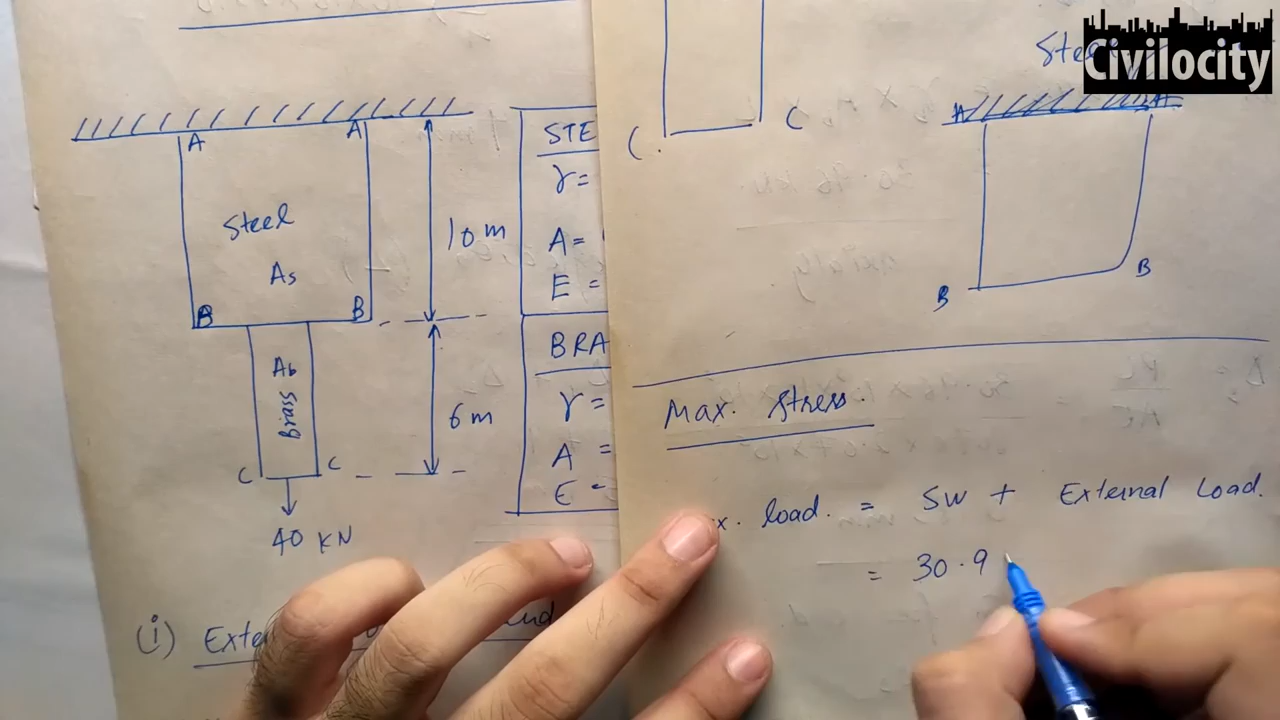 A A
Steel
As
10 m
B B
Ab
Brass
6 m
C C
40 KN
STE
γ=
A=
E =
BRA
γ=
A =
E =
(i) Exte
C C
Civilocity
A A
B B
Max. Stress.
x. load. = SW + External Load.
= 30.9